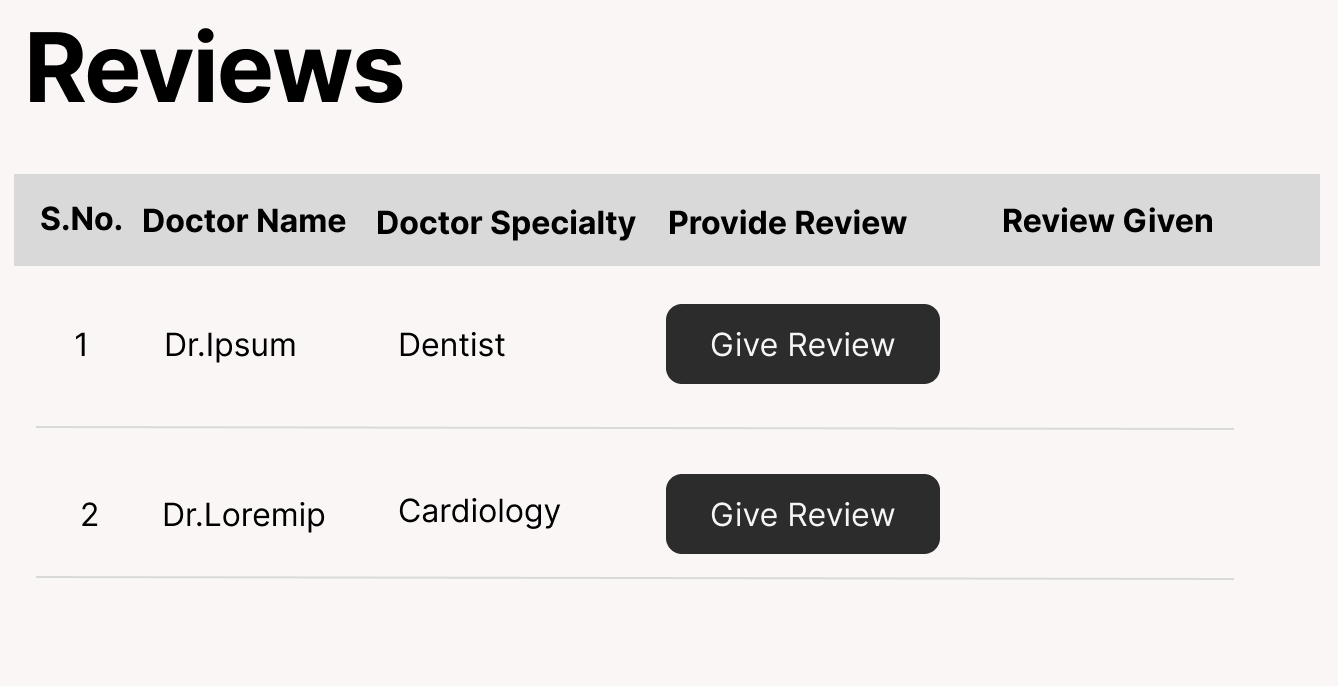 Reviews
S.No. Doctor Name Doctor Specialty Provide Review Review Given
1 Dr.Ipsum Dentist Give Review
2 Dr.Loremip Cardiology Give Review